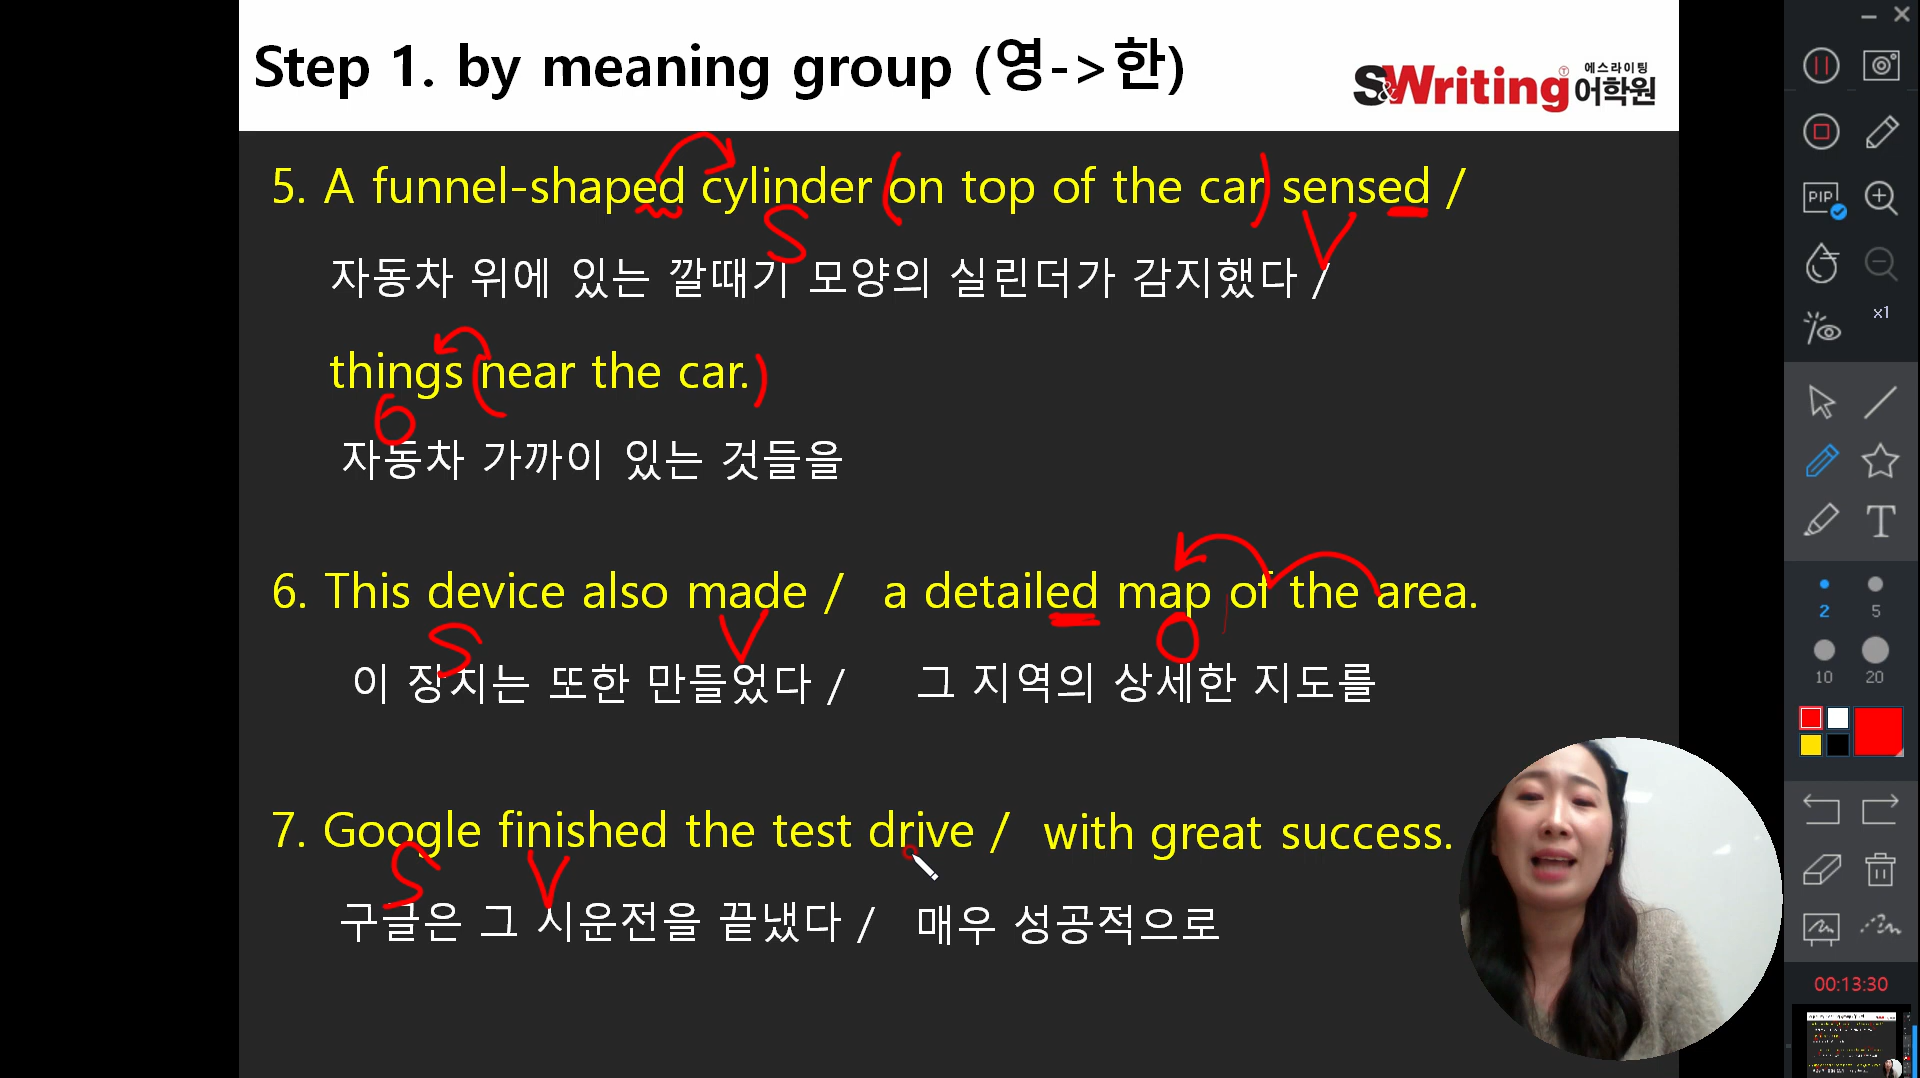 Step 1. by meaning group (영->한)
S&Writing 에스라이팅 어학원
5. A funnel-shaped cylinder (on top of the car) sensed /
S V
자동차 위에 있는 깔때기 모양의 실린더가 감지했다 /
things (near the car.)
O
자동차 가까이 있는 것들을
6. This device also made / a detailed map of the area.
S V O
이 장치는 또한 만들었다 / 그 지역의 상세한 지도를
7. Google finished the test drive / with great success.
S V
구글은 그 시운전을 끝냈다 / 매우 성공적으로
PIP
x1
T
2 5
10 20
00:13:30